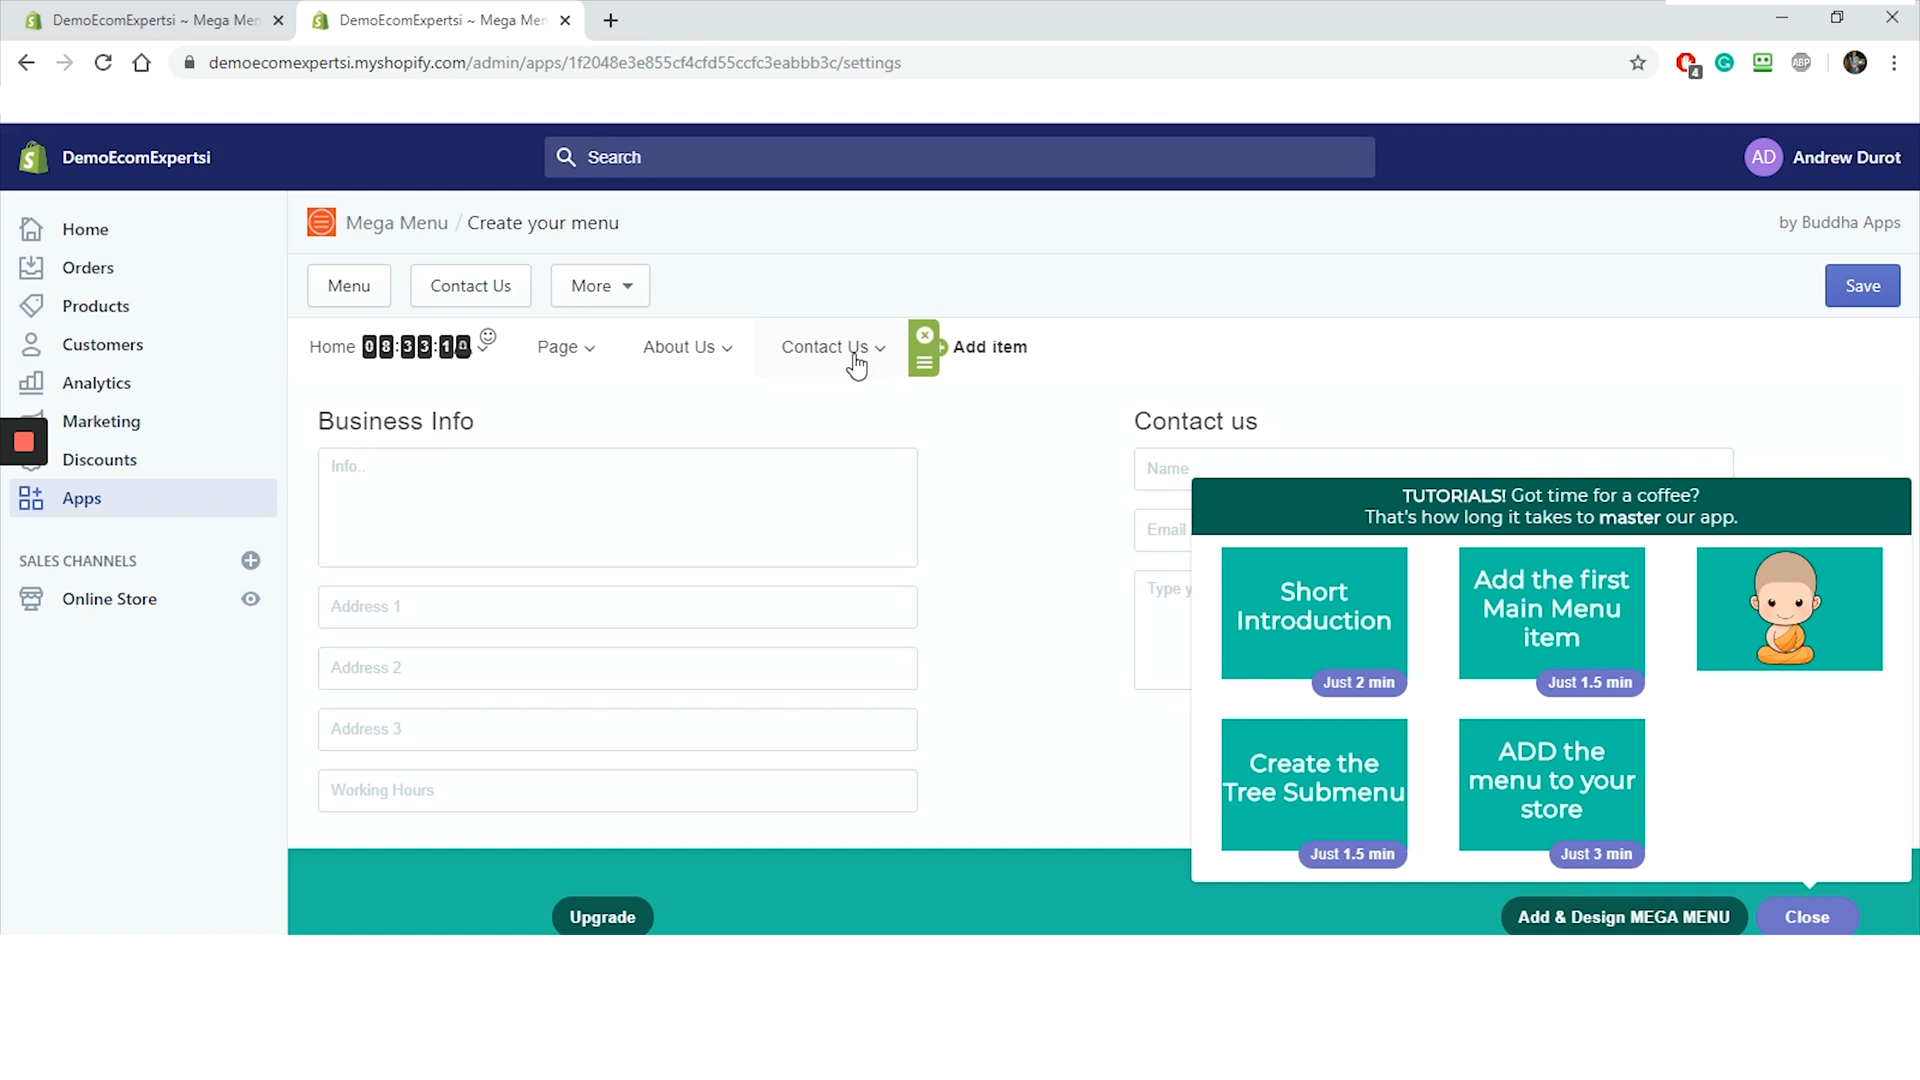 DemoEcomExpertsi ~ Mega Men
DemoEcomExpertsi ~ Mega Men
demoecomexpertsi.myshopify.com/admin/apps/1f2048e3e855cf4cfd55ccfc3eabbb3c/settings
4
ABP
DemoEcomExpertsi
Search
AD Andrew Durot
Home
Orders
Products
Customers
Analytics
Marketing
Discounts
Apps
SALES CHANNELS
Online Store
Mega Menu / Create your menu
by Buddha Apps
Menu
Contact Us
More
Save
Home
Page
About Us
Contact Us
Add item
Business Info
Info..
Address 1
Address 2
Address 3
Working Hours
Contact us
Name
Email
Type y
TUTORIALS! Got time for a coffee?
That's how long it takes to master our app.
Short
Introduction
Just 2 min
Add the first
Main Menu
item
Just 1.5 min
Create the
Tree Submenu
Just 1.5 min
ADD the
menu to your
store
Just 3 min
Upgrade
Add & Design MEGA MENU
Close